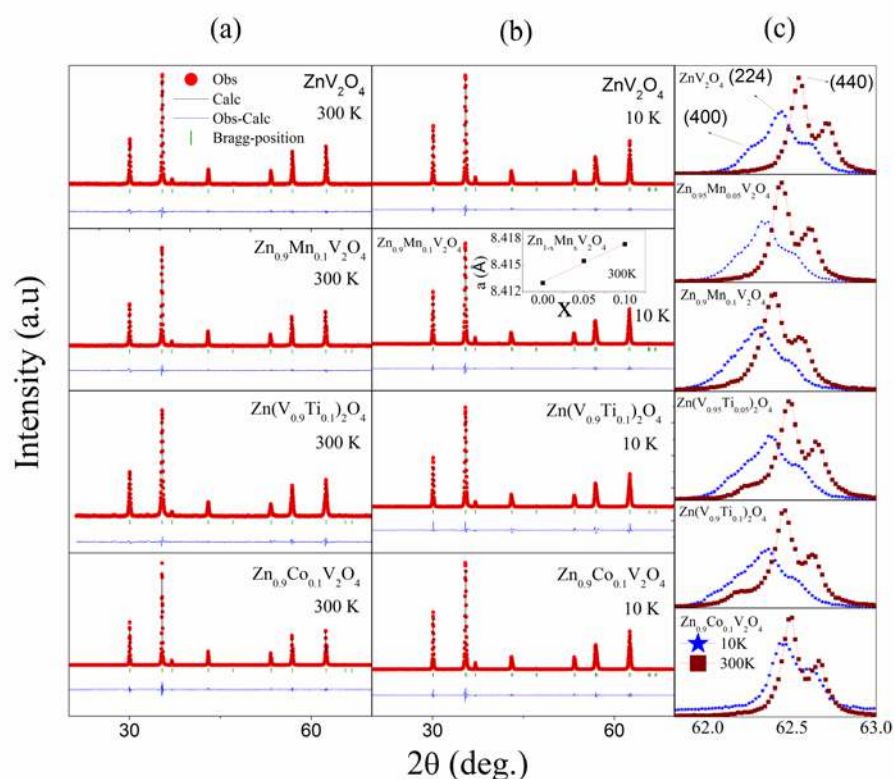 (a)
(b)
(c)
Intensity (a.u)
Obs
Calc
Obs-Calc
Bragg-position
ZnV₂O₄
300 K
Zn₀.₉Mn₀.₁V₂O₄
300 K
Zn(V₀.₉Ti₀.₁)₂O₄
300 K
Zn₀.₉Co₀.₁V₂O₄
300 K
30
60
ZnV₂O₄
10 K
Zn₀.₉Mn₀.₁V₂O₄
8.418
8.415
8.412
a (Å)
Zn₁₋ₓMnₓV₂O₄
300K
0.00
0.05
0.10
X
10 K
Zn(V₀.₉Ti₀.₁)₂O₄
10 K
Zn₀.₉Co₀.₁V₂O₄
10 K
30
60
ZnV₂O₄
(224)
(440)
(400)
Zn₀.₉₅Mn₀.₀₅V₂O₄
Zn₀.₉Mn₀.₁V₂O₄
Zn(V₀.₉₅Ti₀.₀₅)₂O₄
Zn(V₀.₉Ti₀.₁)₂O₄
Zn₀.₉Co₀.₁V₂O₄
10K
300K
62.0
62.5
63.0
2θ (deg.)